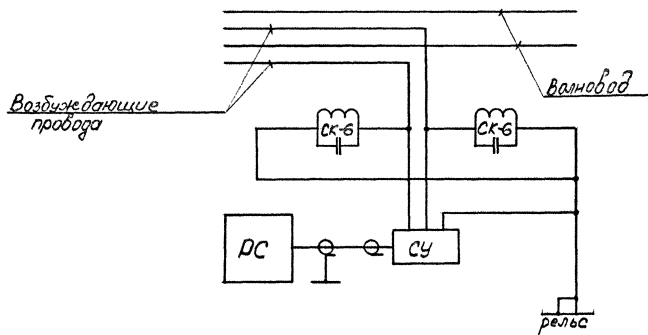 Возбуждающие
провода
Волновод
СК-6
СК-6
РС
СУ
рельс